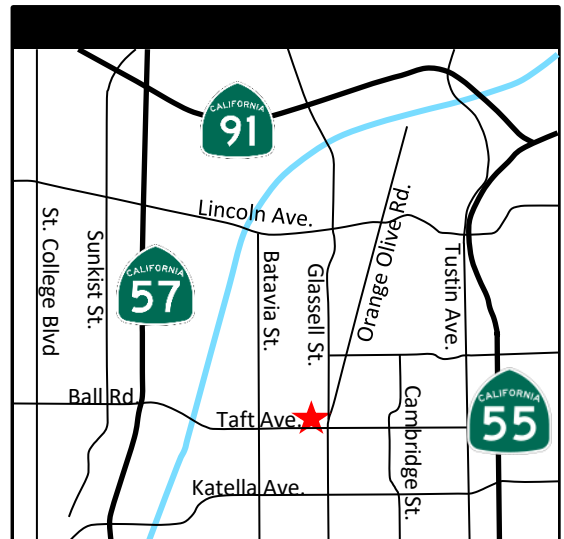 CALIFORNIA
91
Lincoln Ave.
St. College Blvd
Sunkist St.
CALIFORNIA
57
Batavia St.
Glassell St.
Orange Olive Rd.
Tustin Ave.
Ball Rd.
Taft Ave.
Cambridge St.
CALIFORNIA
55
Katella Ave.